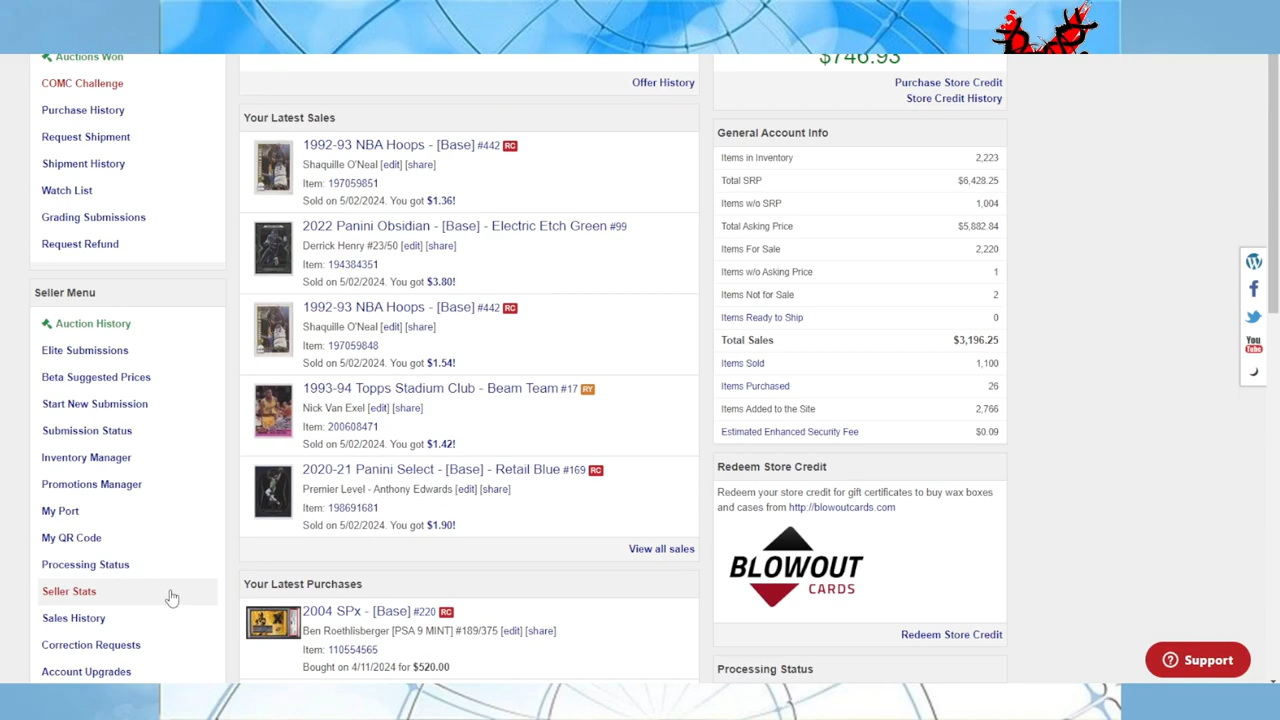 Auctions Won
COMC Challenge
Purchase History
Request Shipment
Shipment History
Watch List
Grading Submissions
Request Refund
Seller Menu
Auction History
Elite Submissions
Beta Suggested Prices
Start New Submission
Submission Status
Inventory Manager
Promotions Manager
My Port
My QR Code
Processing Status
Seller Stats
Sales History
Correction Requests
Account Upgrades
Offer History
Your Latest Sales
1992-93 NBA Hoops - [Base] #442 RC
Shaquille O'Neal [edit] [share]
Item: 197059851
Sold on 5/02/2024. You got $1.36!
2022 Panini Obsidian - [Base] - Electric Etch Green #99
Derrick Henry #23/50 [edit] [share]
Item: 194384351
Sold on 5/02/2024. You got $3.80!
1992-93 NBA Hoops - [Base] #442 RC
Shaquille O'Neal [edit] [share]
Item: 197059848
Sold on 5/02/2024. You got $1.54!
1993-94 Topps Stadium Club - Beam Team #17 RY
Nick Van Exel [edit] [share]
Item: 200608471
Sold on 5/02/2024. You got $1.42!
2020-21 Panini Select - [Base] - Retail Blue #169 RC
Premier Level - Anthony Edwards [edit] [share]
Item: 198691681
Sold on 5/02/2024. You got $1.90!
View all sales
Your Latest Purchases
2004 SPx - [Base] #220 RC
Ben Roethlisberger [PSA 9 MINT] #189/375 [edit] [share]
Item: 110554565
Bought on 4/11/2024 for $520.00
$746.93
Purchase Store Credit
Store Credit History
General Account Info
Items in Inventory 2,223
Total SRP $6,428.25
Items w/o SRP 1,004
Total Asking Price $5,882.84
Items For Sale 2,220
Items w/o Asking Price 1
Items Not for Sale 2
Items Ready to Ship 0
Total Sales $3,196.25
Items Sold 1,100
Items Purchased 26
Items Added to the Site 2,766
Estimated Enhanced Security Fee $0.09
Redeem Store Credit
Redeem your store credit for gift certificates to buy wax boxes
and cases from http://blowoutcards.com
BLOWOUT
CARDS
Redeem Store Credit
Processing Status
You
Tube
Support